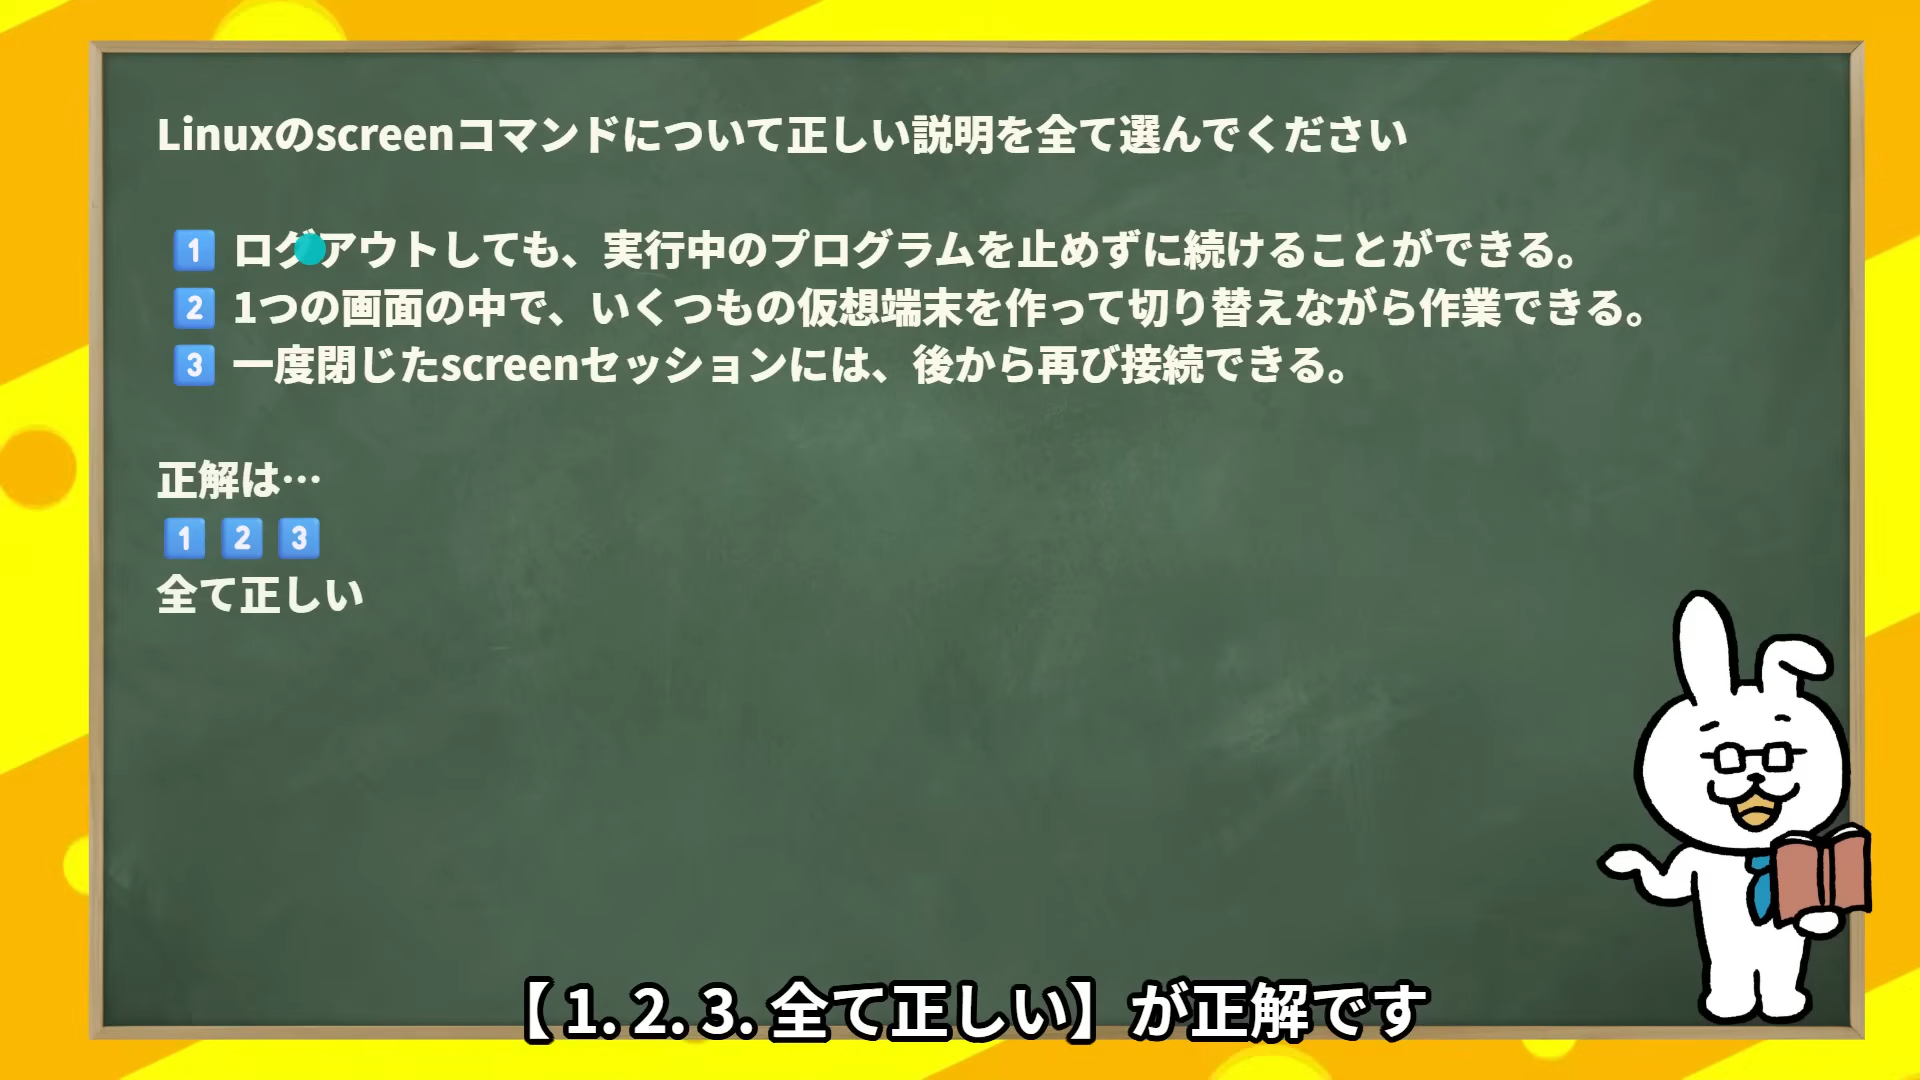 Linuxのscreenコマンドについて正しい説明を全て選んでください
1 ログアウトしても、実行中のプログラムを止めずに続けることができる。
2 1つの画面の中で、いくつもの仮想端末を作って切り替えながら作業できる。
3 一度閉じたscreenセッションには、後から再び接続できる。
正解は…
1 2 3
全て正しい
【1. 2. 3. 全て正しい】が正解です